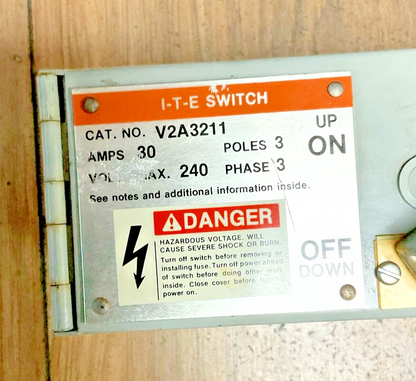 I-T-E SWITCH
CAT. NO. V2A3211
UP
AMPS 30 POLES 3
ON
240 PHASE 3
See notes and additional information inside.
DANGER
HAZARDOUS VOLTAGE. WILL
CAUSE SEVERE SHOCK OR BURN.
Turn off switch before removing or
installing fuse. Turn off power ahead
of switch before doing other work
inside. Close cover before turning
power on.
OFF
DOWN